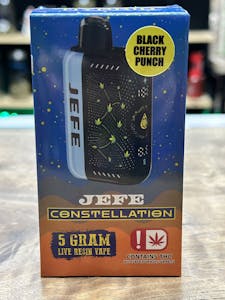 BLACK
CHERRY
PUNCH
JEFE
JEFE
CONSTELLATION
5 GRAM
LIVE RESIN VAPE
!
CONTAINS THC